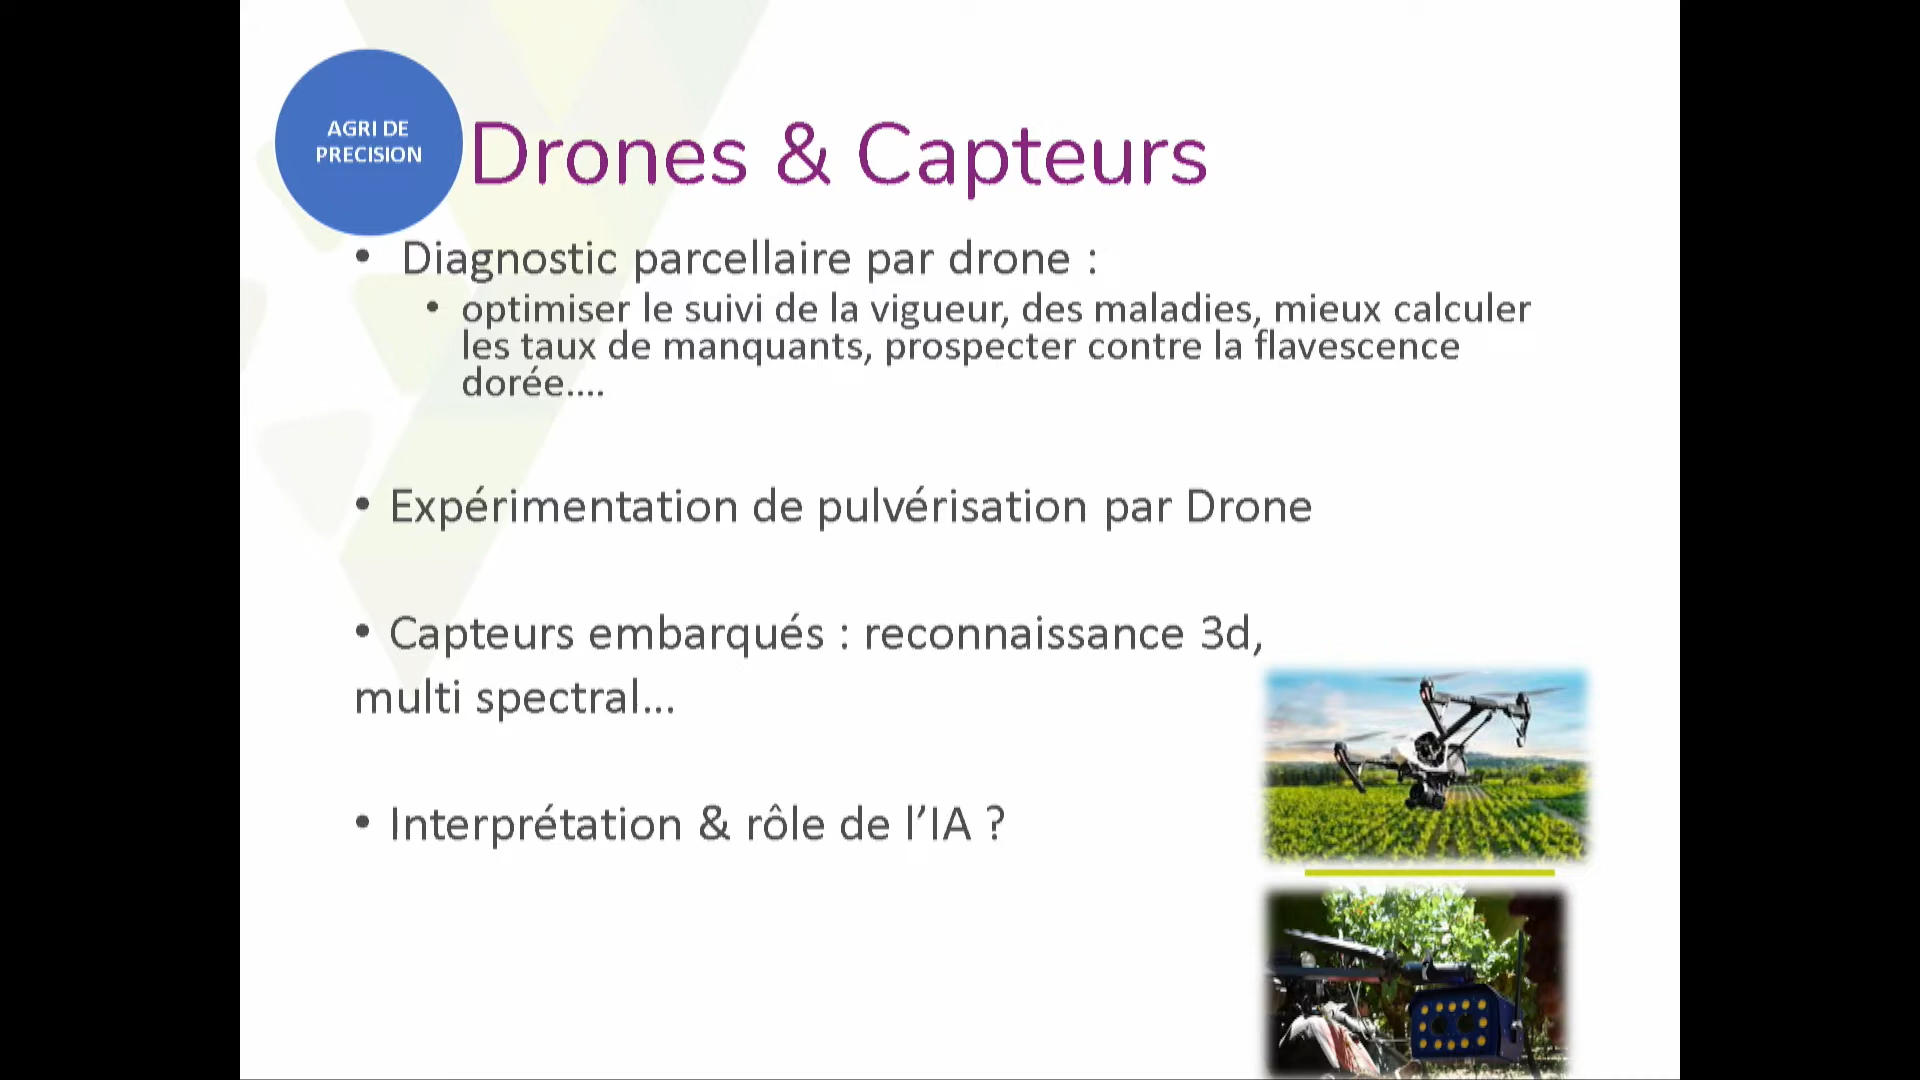 AGRI DE
PRECISION
Drones & Capteurs
• Diagnostic parcellaire par drone :
• optimiser le suivi de la vigueur, des maladies, mieux calculer
les taux de manquants, prospecter contre la flavescence
dorée....
• Expérimentation de pulvérisation par Drone
• Capteurs embarqués : reconnaissance 3d,
multi spectral...
• Interprétation & rôle de l’IA ?